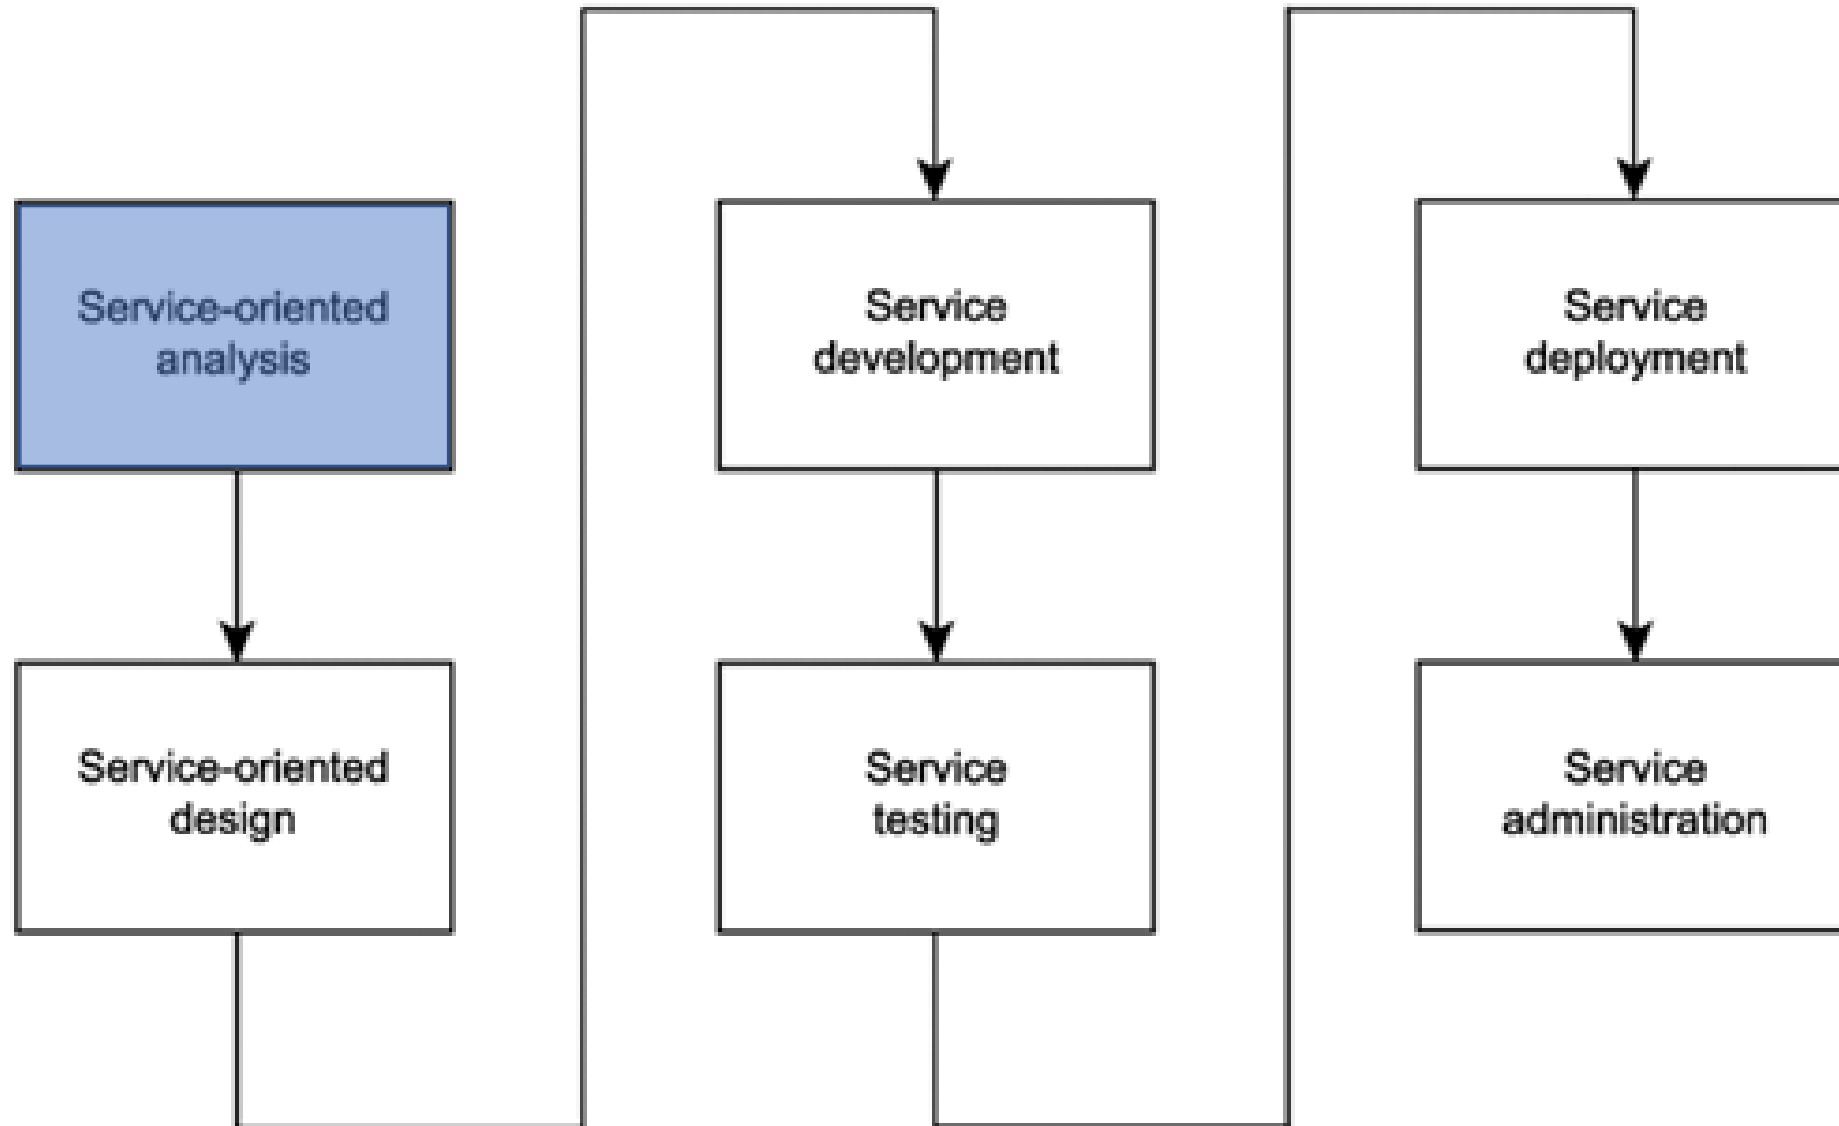 Service-oriented
analysis
Service-oriented
design
Service
development
Service
testing
Service
deployment
Service
administration